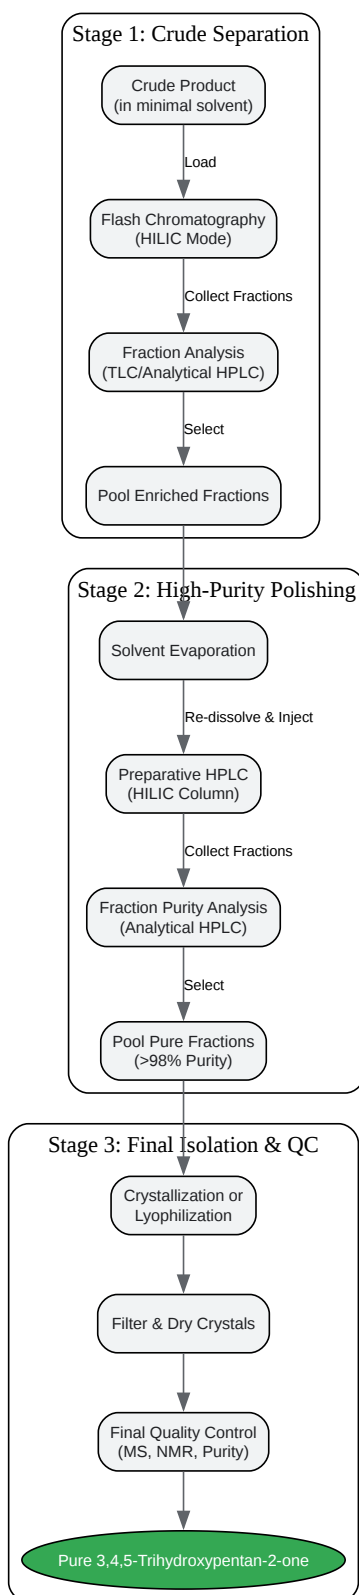 Stage 1: Crude Separation
Crude Product
(in minimal solvent)
Load
Flash Chromatography
(HILIC Mode)
Collect Fractions
Fraction Analysis
(TLC/Analytical HPLC)
Select
Pool Enriched Fractions
Stage 2: High-Purity Polishing
Solvent Evaporation
Re-dissolve & Inject
Preparative HPLC
(HILIC Column)
Collect Fractions
Fraction Purity Analysis
(Analytical HPLC)
Select
Pool Pure Fractions
(>98% Purity)
Stage 3: Final Isolation & QC
Crystallization or
Lyophilization
Filter & Dry Crystals
Final Quality Control
(MS, NMR, Purity)
Pure 3,4,5-Trihydroxypentan-2-one